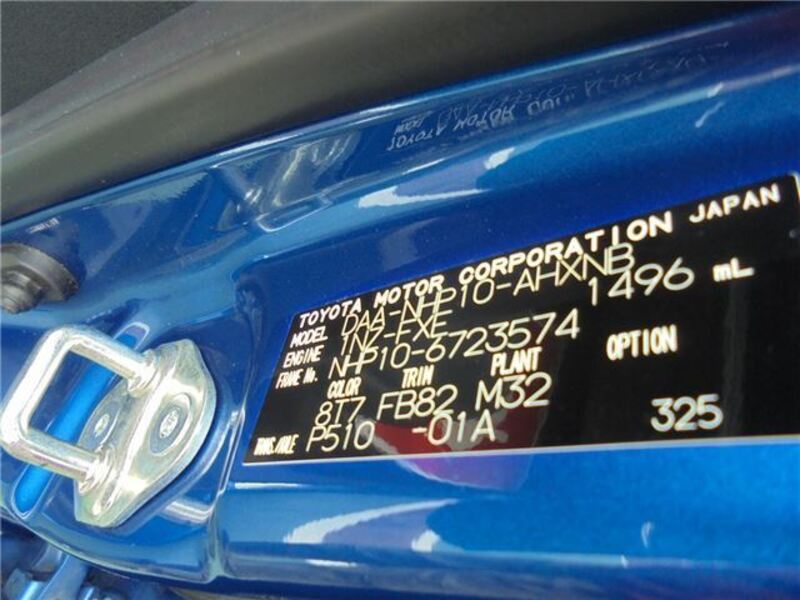 TOYOTA MOTOR CORPORATION JAPAN
MODEL DAA-NHP10-AHXNB
ENGINE 1NZ-FXE 1496 mL
FRAME No. NHP10-6723574
COLOR TRIM PLANT OPTION
8T7 FB82 M32
TRANS./AXLE P510 -01A 325